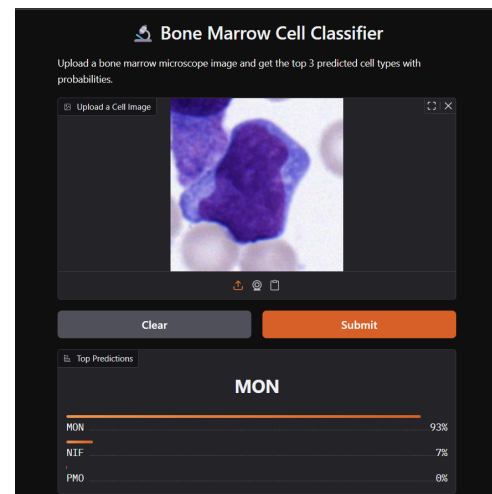 Bone Marrow Cell Classifier
Upload a bone marrow microscope image and get the top 3 predicted cell types with
probabilities.
Upload a Cell Image
Clear
Submit
Top Predictions
MON
MON 93%
NIF 7%
PMO 0%